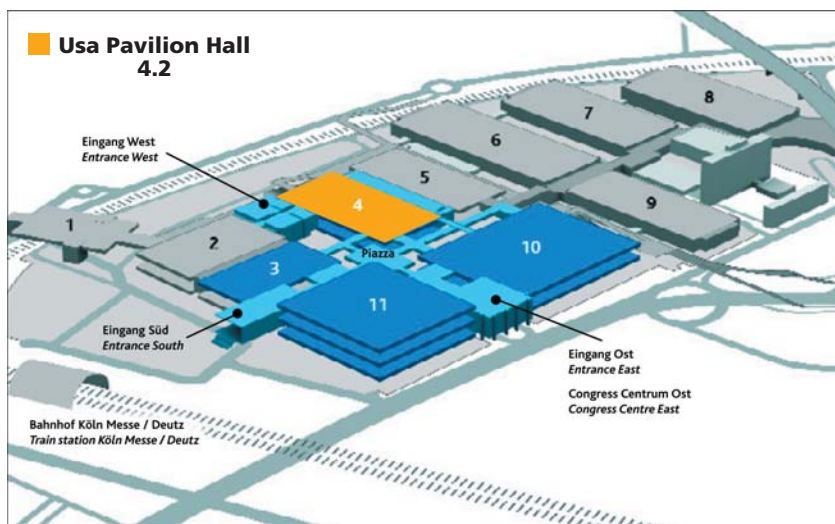 Usa Pavilion Hall
4.2
8
7
6
Eingang West
Entrance West
5
4
9
1
2
10
Piazza
3
11
Eingang Süd
Entrance South
Eingang Ost
Entrance East
Congress Centrum Ost
Congress Centre East
Bahnhof Köln Messe / Deutz
Train station Köln Messe / Deutz